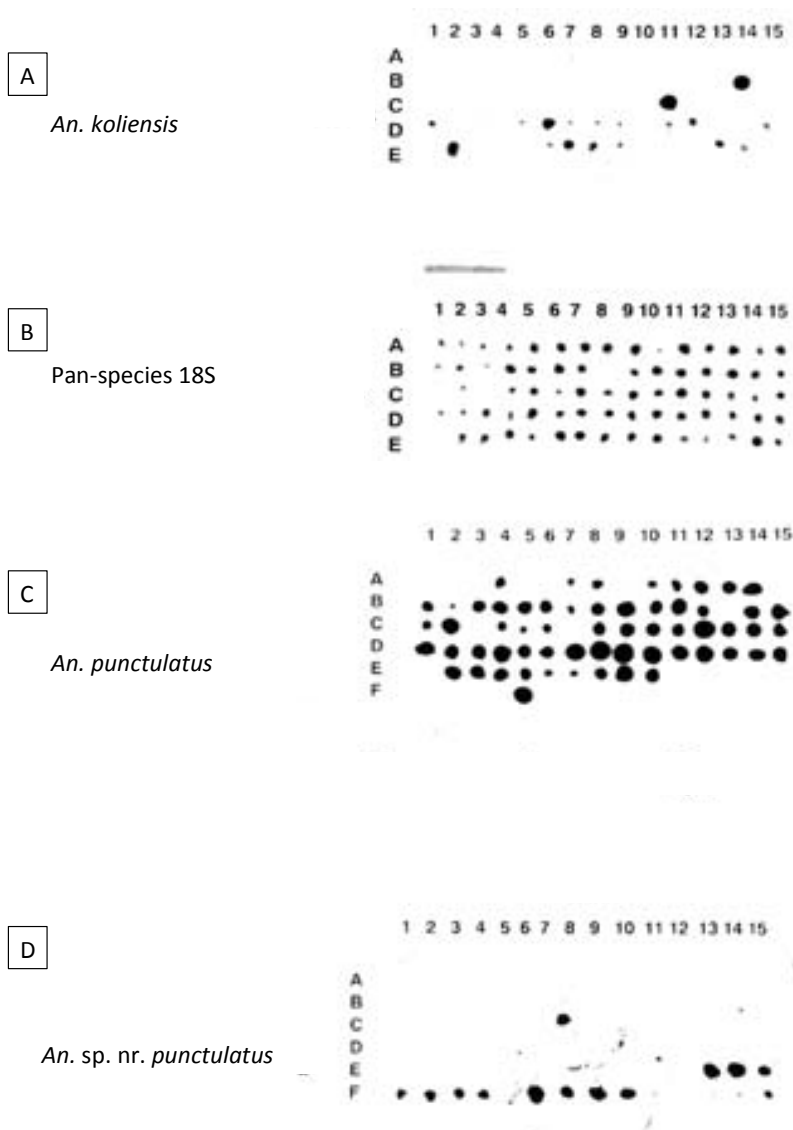 1 2 3 4 5 6 7 8 9 10 11 12 13 14 15
A
A
B
C
An. koliensis
D
E
1 2 3 4 5 6 7 8 9 10 11 12 13 14 15
B
A
B
Pan-species 18S
C
D
E
1 2 3 4 5 6 7 8 9 10 11 12 13 14 15
C
A
B
C
An. punctulatus
D
E
F
1 2 3 4 5 6 7 8 9 10 11 12 13 14 15
D
A
B
C
D
An. sp. nr. punctulatus
E
F